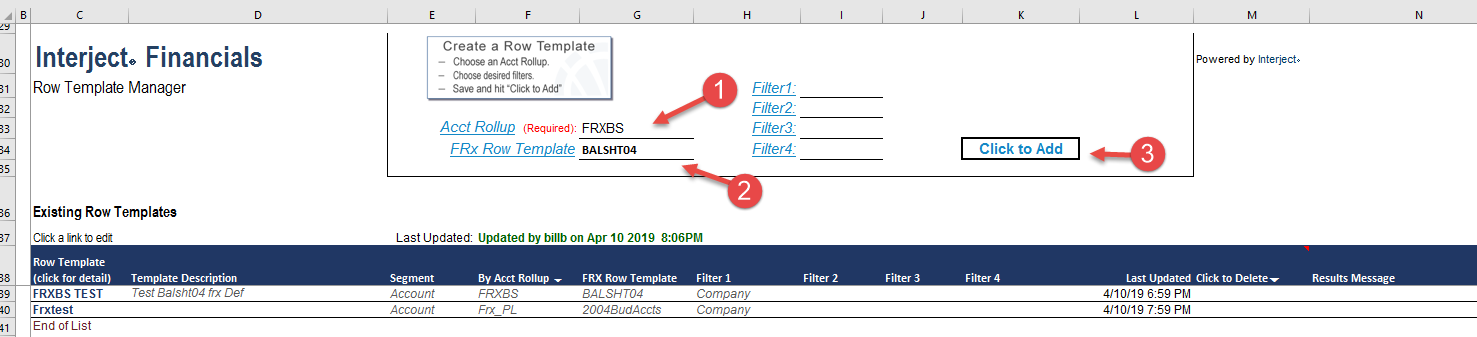 B C D E F G H I J K L M N
29
30 Interject Financials Create a Row Template Powered by Interject
– Choose an Acct Rollup.
– Choose desired filters.
31 Row Template Manager – Save and hit “Click to Add” 1 Filter1:
32 Filter2:
33 Acct Rollup (Required): FRXBS Filter3:
34 FRx Row Template BALSHT04 Filter4: Click to Add 3
35 2
36 Existing Row Templates
37 Click a link to edit Last Updated: Updated by billb on Apr 10 2019 8:06PM
Row Template
38 (click for detail) Template Description Segment By Acct Rollup FRX Row Template Filter 1 Filter 2 Filter 3 Filter 4 Last Updated Click to Delete Results Message
39 FRXBS TEST Test Balsht04 frx Def Account FRXBS BALSHT04 Company 4/10/19 6:59 PM
40 Frxtest Account Frx_PL 2004BudAccts Company 4/10/19 7:59 PM
41 End of List